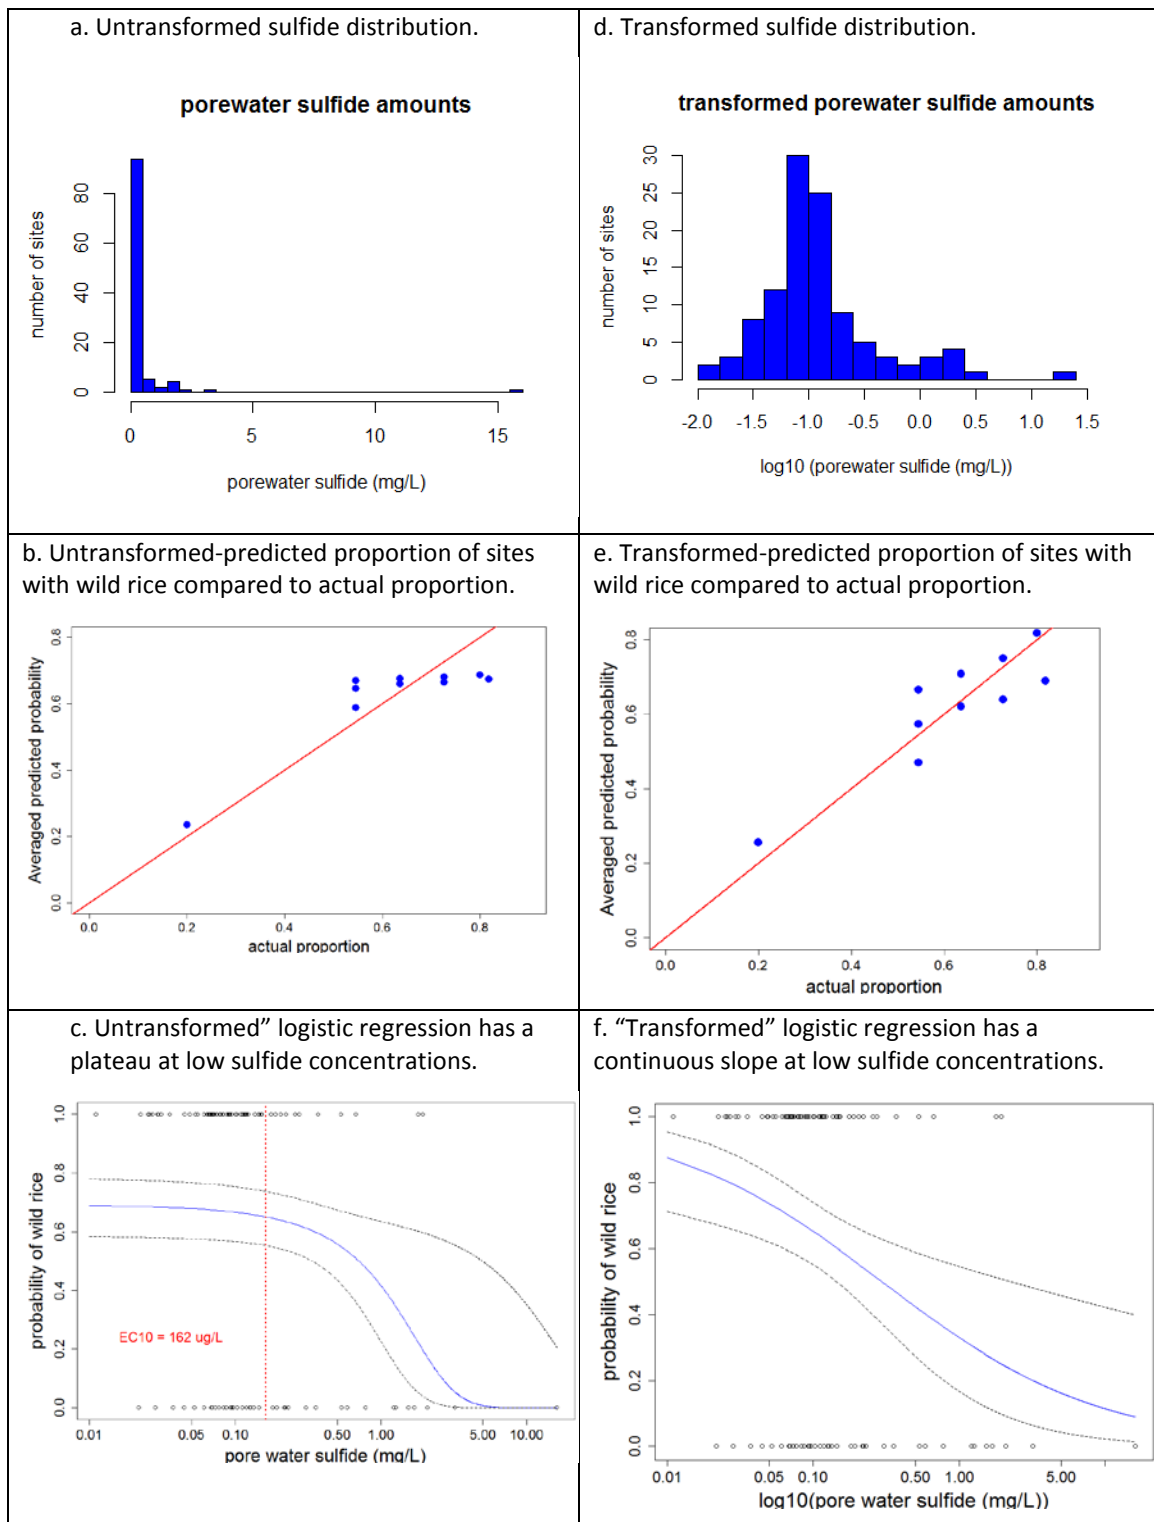 a. Untransformed sulfide distribution.
porewater sulfide amounts
number of sites
80
60
40
20
0
0 5 10 15
porewater sulfide (mg/L)
d. Transformed sulfide distribution.
transformed porewater sulfide amounts
number of sites
30
25
20
15
10
5
0
-2.0 -1.5 -1.0 -0.5 0.0 0.5 1.0 1.5
log10 (porewater sulfide (mg/L))
b. Untransformed-predicted proportion of sites
with wild rice compared to actual proportion.
Averaged predicted probability
0.8
0.6
0.4
0.2
0.0
0.0 0.2 0.4 0.6 0.8
actual proportion
e. Transformed-predicted proportion of sites with
wild rice compared to actual proportion.
Averaged predicted probability
0.8
0.6
0.4
0.2
0.0
0.0 0.2 0.4 0.6 0.8
actual proportion
c. Untransformed” logistic regression has a
plateau at low sulfide concentrations.
probability of wild rice
1.0
0.8
0.6
0.4
0.2
0.0
EC10 = 162 ug/L
0.01 0.05 0.10 0.50 1.00 5.00 10.00
pore water sulfide (mg/L)
f. “Transformed” logistic regression has a
continuous slope at low sulfide concentrations.
probability of wild rice
1.0
0.8
0.6
0.4
0.2
0.0
0.01 0.05 0.10 0.50 1.00 5.00
log10(pore water sulfide (mg/L))